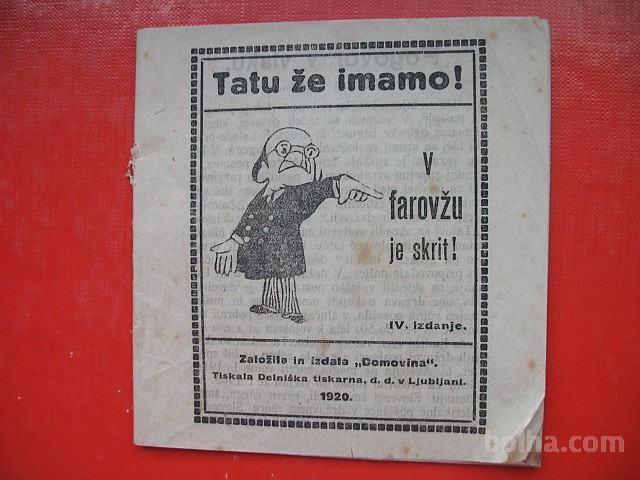 Tatu že imamo!
V
farovžu
je skrit!
IV. izdanje.
Založila in izdala „Domovina“.
Tiskala Delniška tiskarna, d. d. v Ljubljani.
1920.
bolha.com